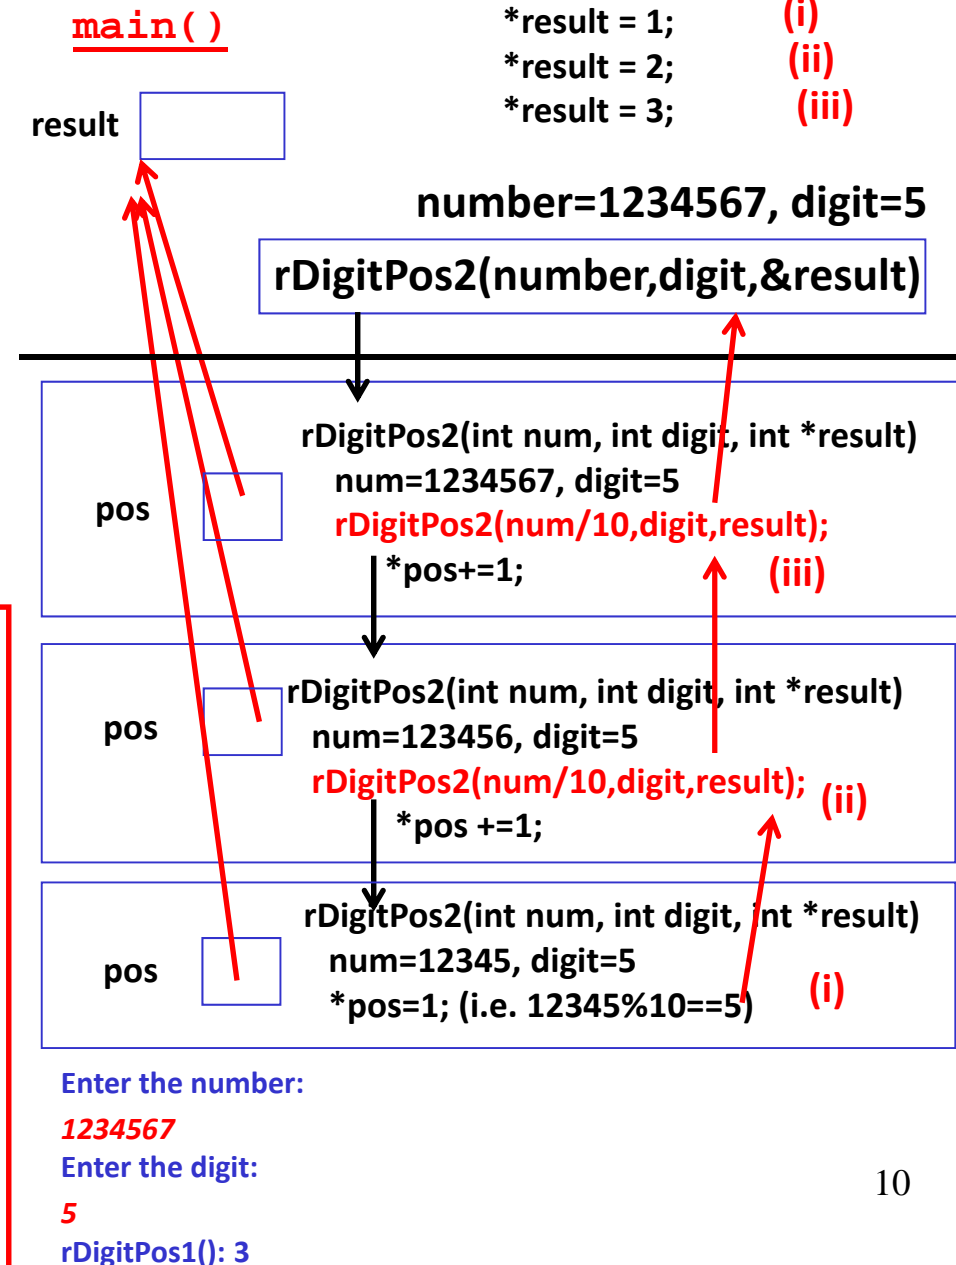 main()
*result = 1; (i)
*result = 2; (ii)
*result = 3; (iii)
result
number=1234567, digit=5
rDigitPos2(number,digit,&result)
rDigitPos2(int num, int digit, int *result)
num=1234567, digit=5
pos
rDigitPos2(num/10,digit,result);
*pos+=1; (iii)
rDigitPos2(int num, int digit, int *result)
pos
num=123456, digit=5
rDigitPos2(num/10,digit,result); (ii)
*pos +=1;
rDigitPos2(int num, int digit, int *result)
pos
num=12345, digit=5
*pos=1; (i.e. 12345%10==5) (i)
Enter the number:
1234567
Enter the digit:
5
rDigitPos1(): 3
10